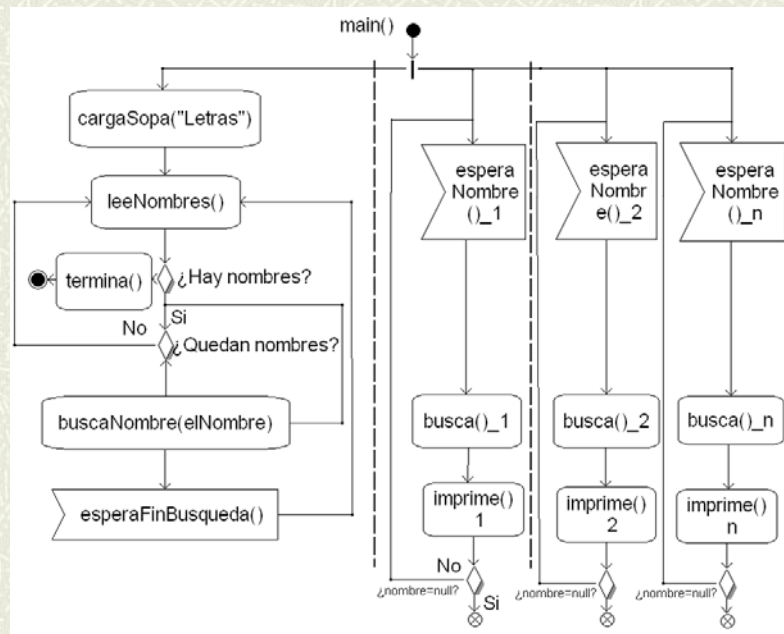 main()
cargaSopa("Letras")
leeNombres()
¿Hay nombres?
termina()
Si
No
¿Quedan nombres?
buscaNombre(elNombre)
esperaFinBusqueda()
espera
Nombre
()_1
busca()_1
imprime()
1
No
¿nombre=null?
Si
espera
Nombr
e()_2
busca()_2
imprime()
2
¿nombre=null?
espera
Nombre
()_n
busca()_n
imprime()
n
¿nombre=null?